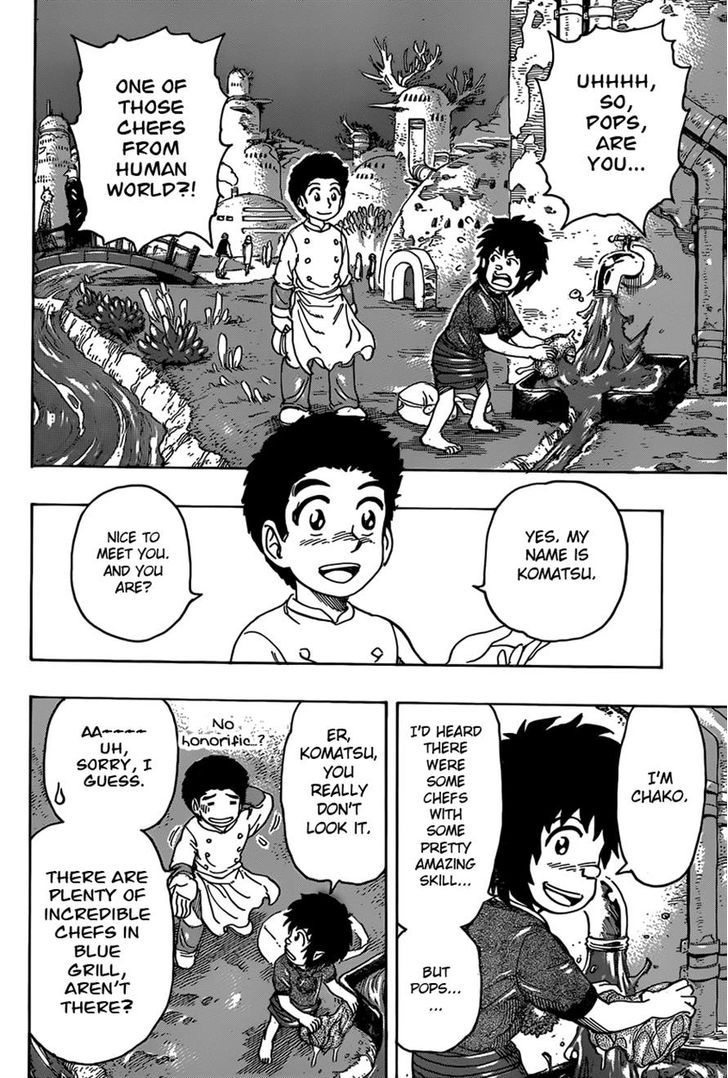 UHHHH,
SO,
POPS,
ARE
YOU...
ONE OF
THOSE
CHEFS
FROM
HUMAN
WORLD?!
YES. MY
NAME IS
KOMATSU.
NICE TO
MEET YOU.
AND YOU
ARE?
I'M
CHAKO.
I'D HEARD
THERE
WERE
SOME
CHEFS
WITH
SOME
PRETTY
AMAZING
SKILL...
BUT
POPS...
...
ER,
KOMATSU,
YOU
REALLY
DON'T
LOOK IT.
No
honorific...?
AA----
UH,
SORRY, I
GUESS.
THERE ARE
PLENTY OF
INCREDIBLE
CHEFS IN
BLUE
GRILL,
AREN'T
THERE?